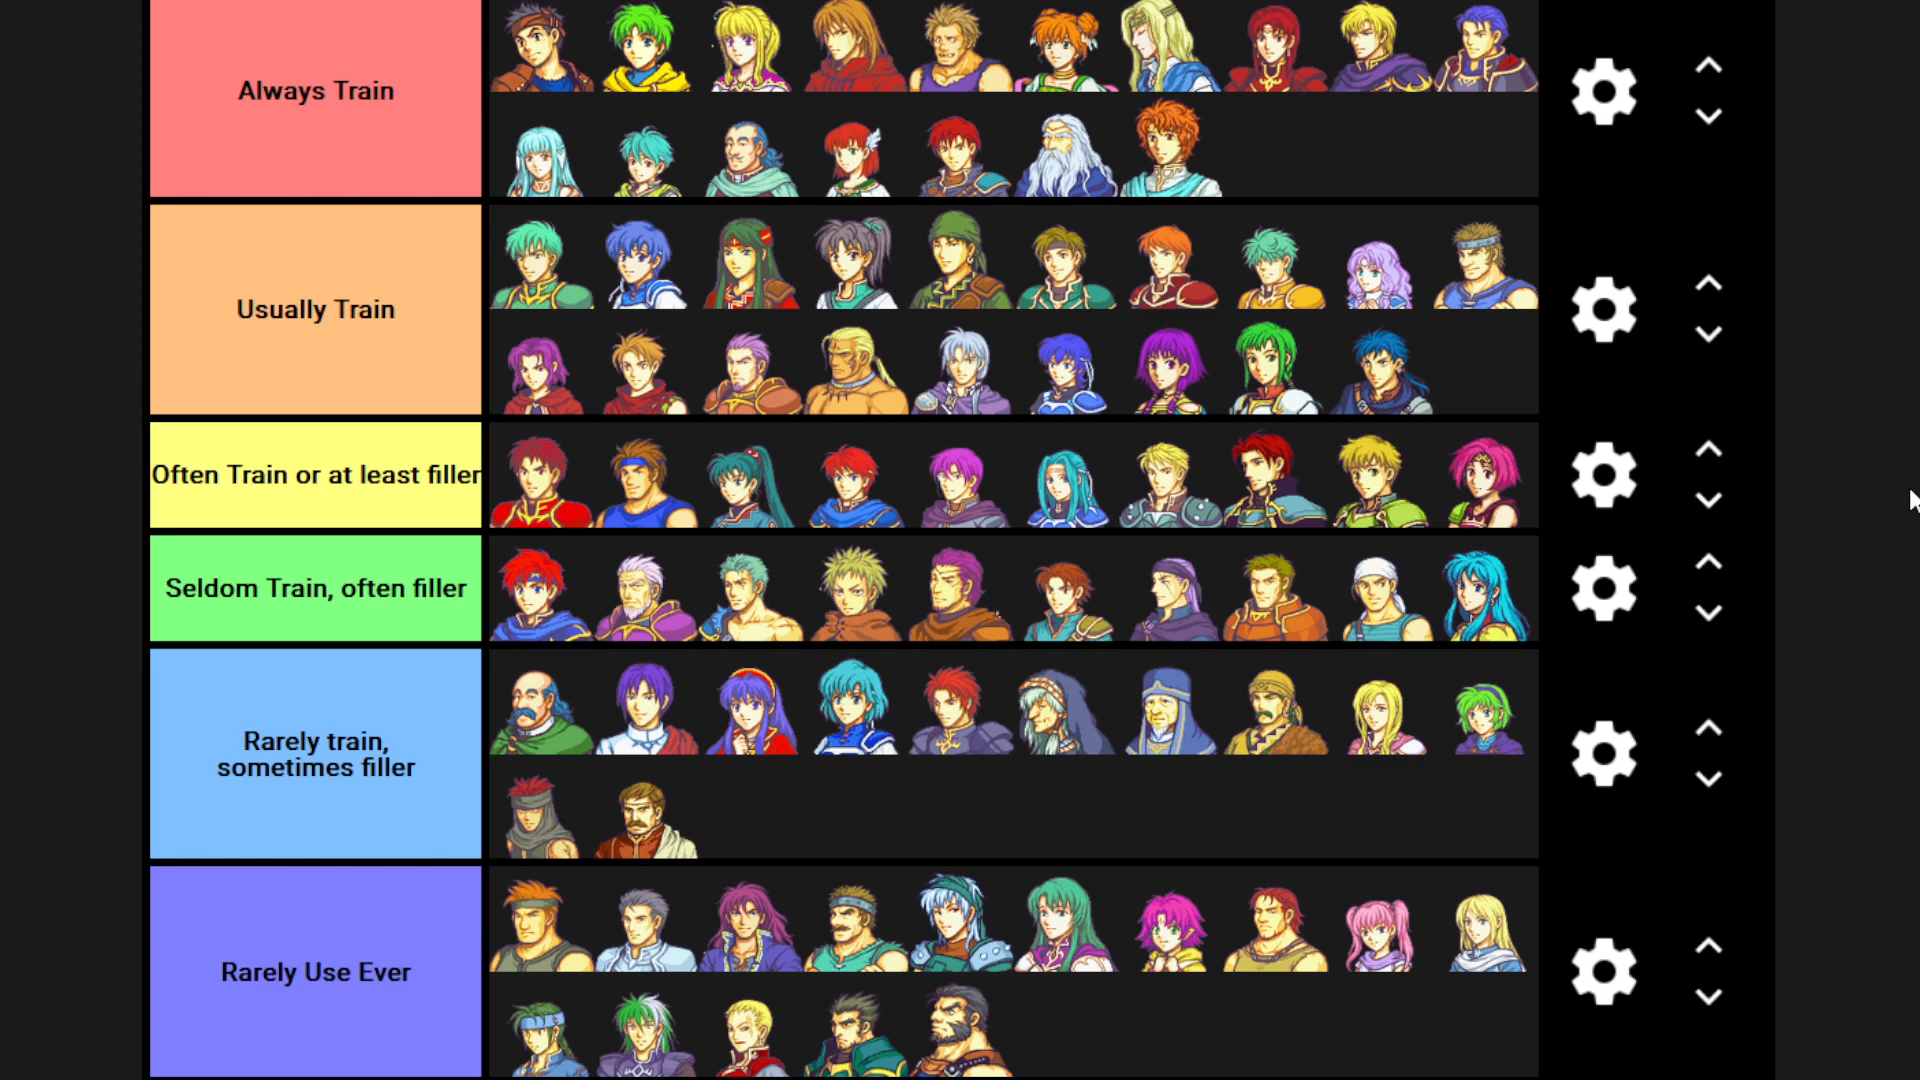 Always Train
Usually Train
Often Train or at least filler
Seldom Train, often filler
Rarely train,
sometimes filler
Rarely Use Ever